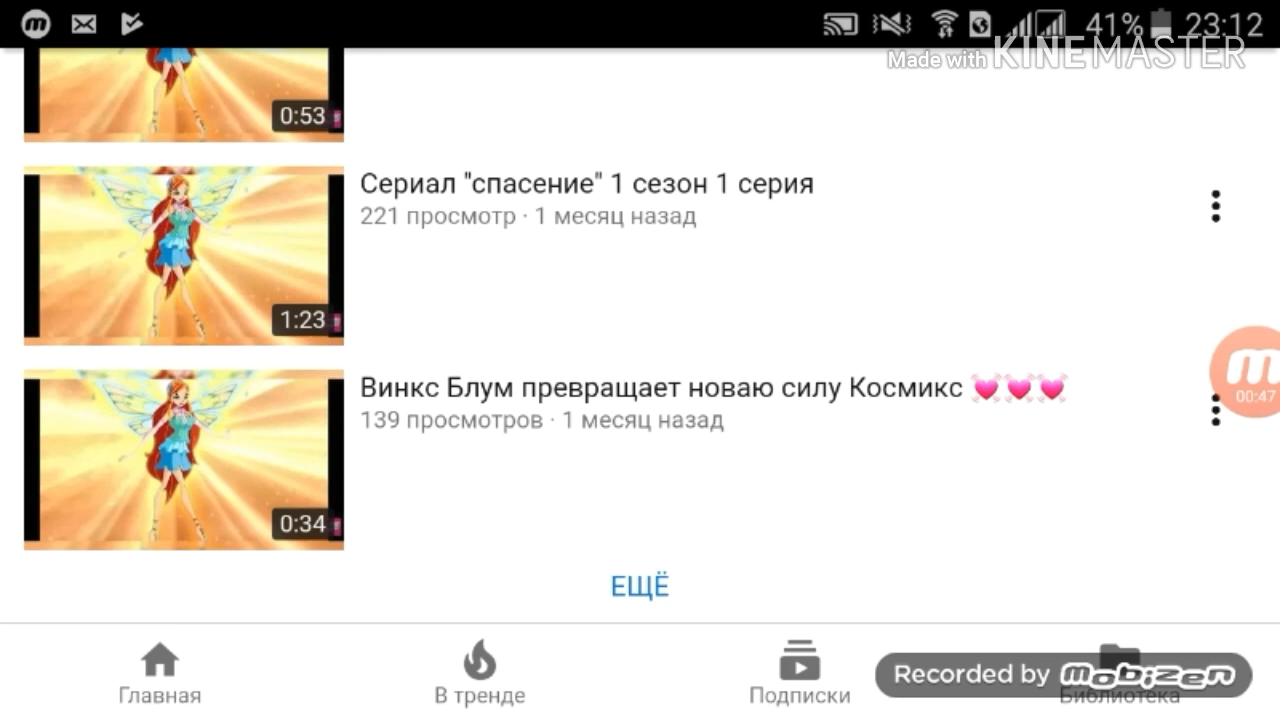 41% 23:12
Made with KINEMASTER
0:53
Сериал "спасение" 1 сезон 1 серия
221 просмотр · 1 месяц назад
1:23
00:47
Винкс Блум превращает новаю силу Космикс 💓💓💓
139 просмотров · 1 месяц назад
0:34
ЕЩЁ
Главная
В тренде
Подписки
Библиотека
Recorded by mobizen